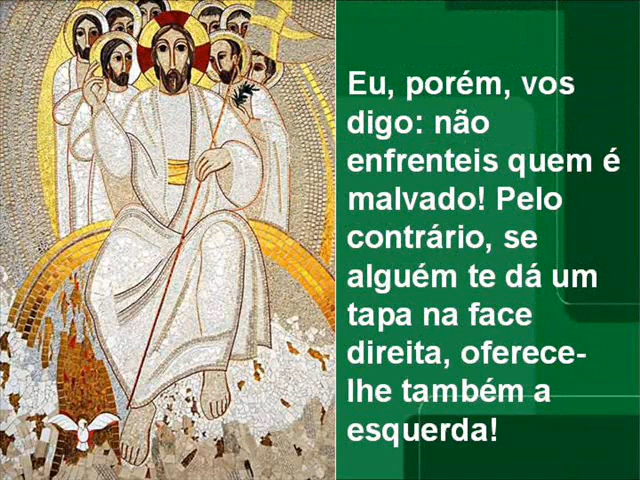 Eu, porém, vos
digo: não
enfrenteis quem é
malvado! Pelo
contrário, se
alguém te dá um
tapa na face
direita, oferece-
lhe também a
esquerda!